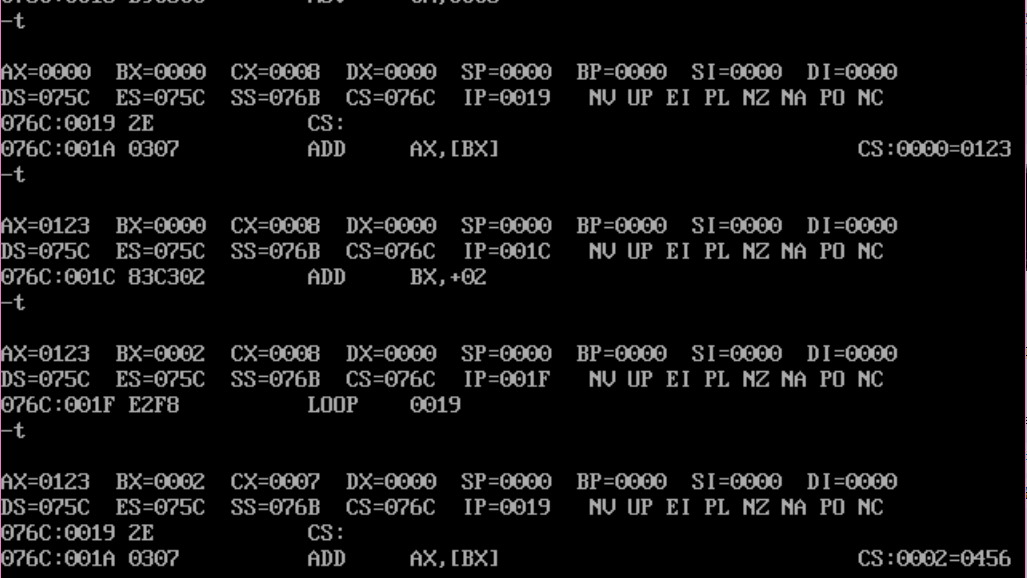 -t
AX=0000  BX=0000  CX=0008  DX=0000  SP=0000  BP=0000  SI=0000  DI=0000
DS=075C  ES=075C  SS=076B  CS=076C  IP=0019   NV UP EI PL NZ NA PO NC
076C:0019 2E            CS:
076C:001A 0307          ADD     AX,[BX]                            CS:0000=0123
-t
AX=0123  BX=0000  CX=0008  DX=0000  SP=0000  BP=0000  SI=0000  DI=0000
DS=075C  ES=075C  SS=076B  CS=076C  IP=001C   NV UP EI PL NZ NA PO NC
076C:001C 83C302        ADD     BX,+02
-t
AX=0123  BX=0002  CX=0008  DX=0000  SP=0000  BP=0000  SI=0000  DI=0000
DS=075C  ES=075C  SS=076B  CS=076C  IP=001F   NV UP EI PL NZ NA PO NC
076C:001F E2F8          LOOP    0019
-t
AX=0123  BX=0002  CX=0007  DX=0000  SP=0000  BP=0000  SI=0000  DI=0000
DS=075C  ES=075C  SS=076B  CS=076C  IP=0019   NV UP EI PL NZ NA PO NC
076C:0019 2E            CS:
076C:001A 0307          ADD     AX,[BX]                            CS:0002=0456